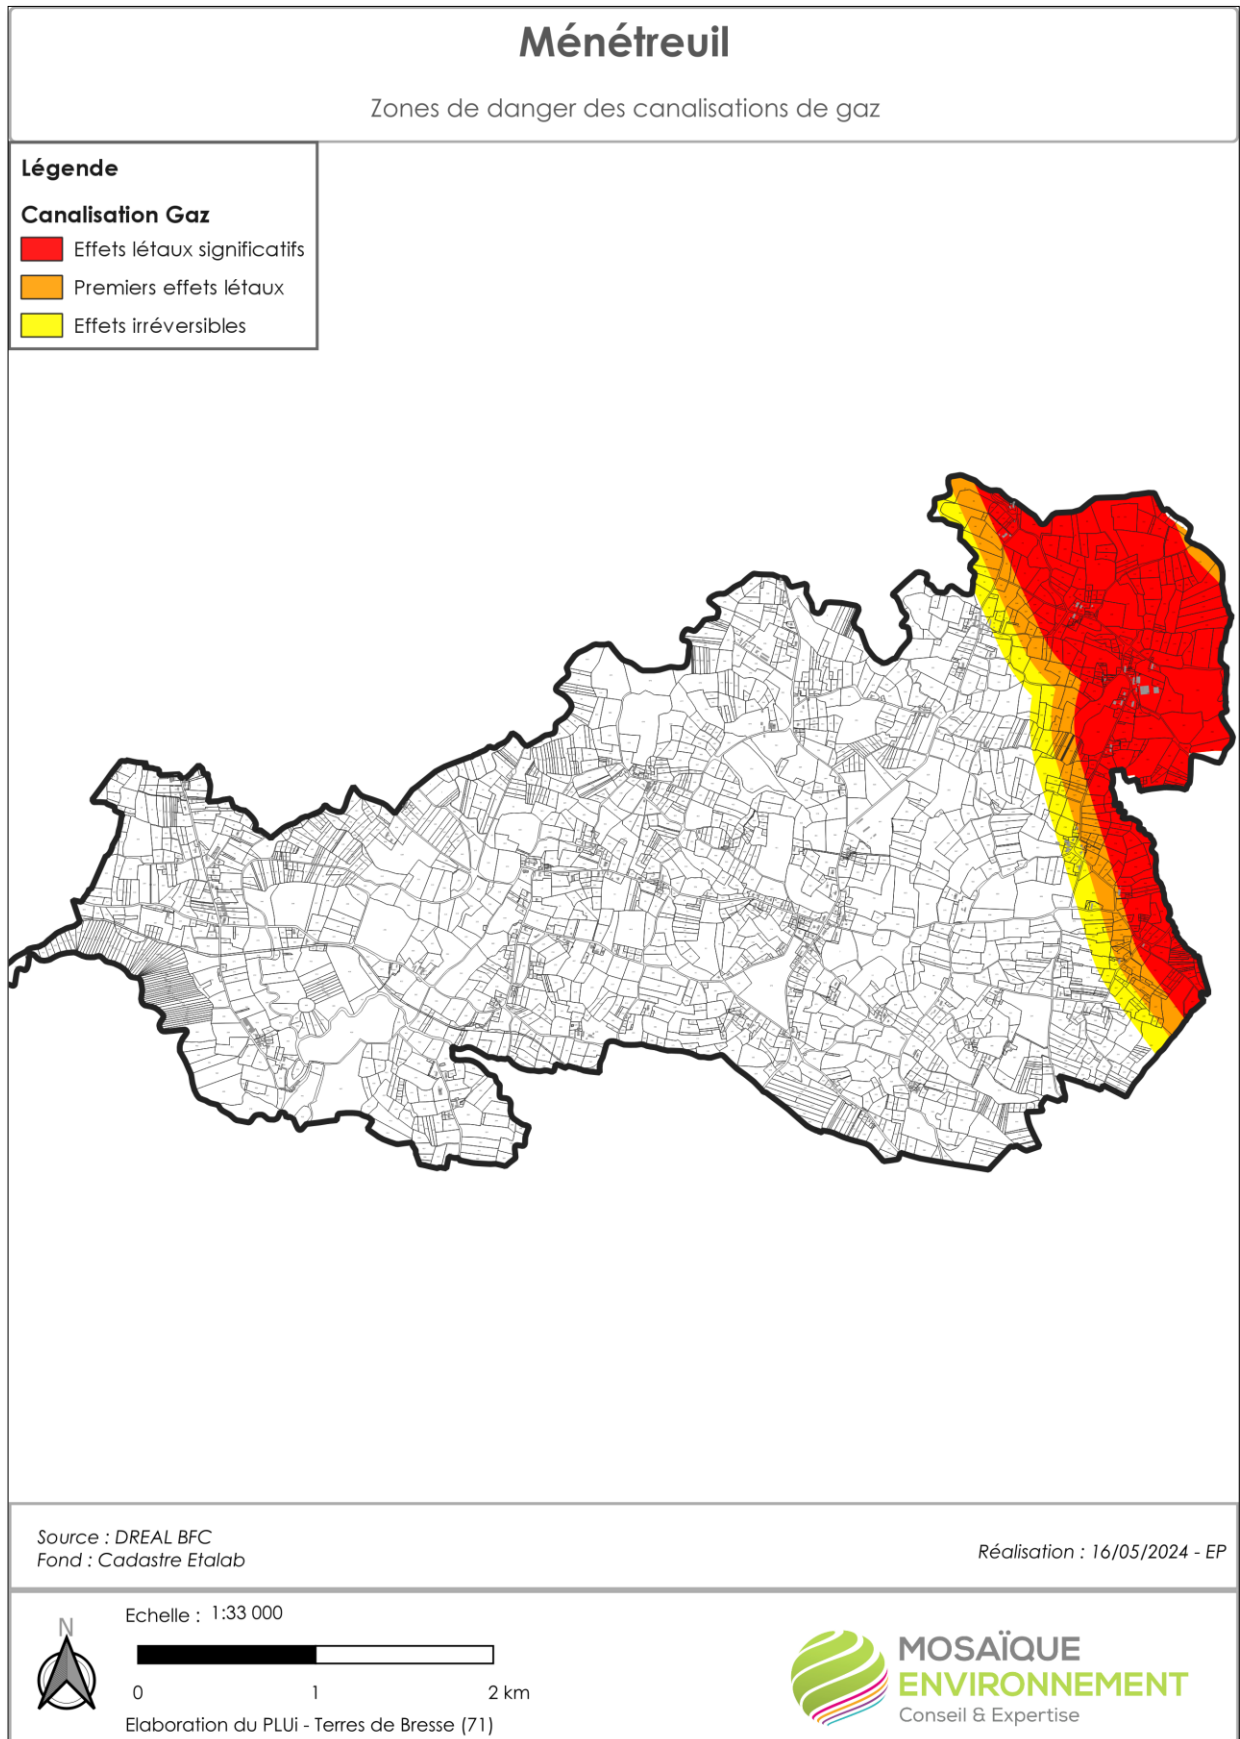 Ménétreuil
Zones de danger des canalisations de gaz
Légende
Canalisation Gaz
Effets létaux significatifs
Premiers effets létaux
Effets irréversibles
Source : DREAL BFC
Fond : Cadastre Etalab
Réalisation : 16/05/2024 - EP
N
Echelle : 1:33 000
0 1 2 km
Elaboration du PLUi - Terres de Bresse (71)
MOSAÏQUE
ENVIRONNEMENT
Conseil & Expertise